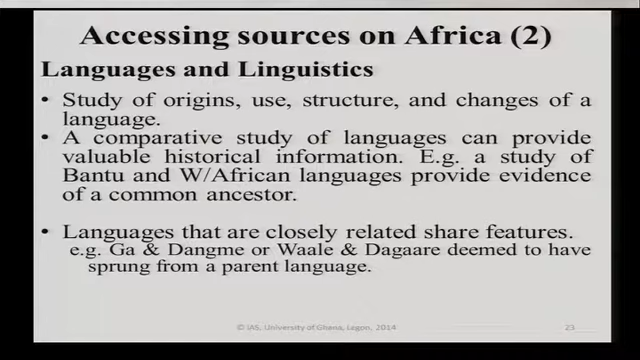 Accessing sources on Africa (2)
Languages and Linguistics
• Study of origins, use, structure, and changes of a
language.
• A comparative study of languages can provide
valuable historical information. E.g. a study of
Bantu and W/African languages provide evidence
of a common ancestor.
• Languages that are closely related share features.
e.g. Ga & Dangme or Waale & Dagaare deemed to have
sprung from a parent language.
© IAS, University of Ghana, Legon, 2014
23